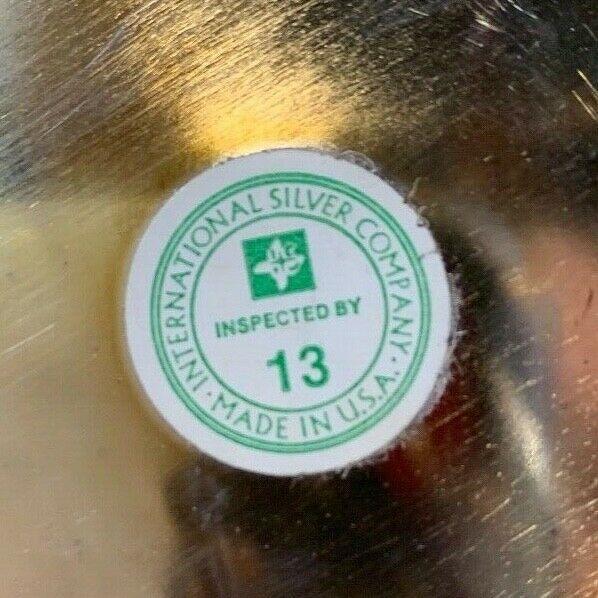 INTERNATIONAL SILVER COMPANY
INSPECTED BY
13
· MADE IN U.S.A. ·